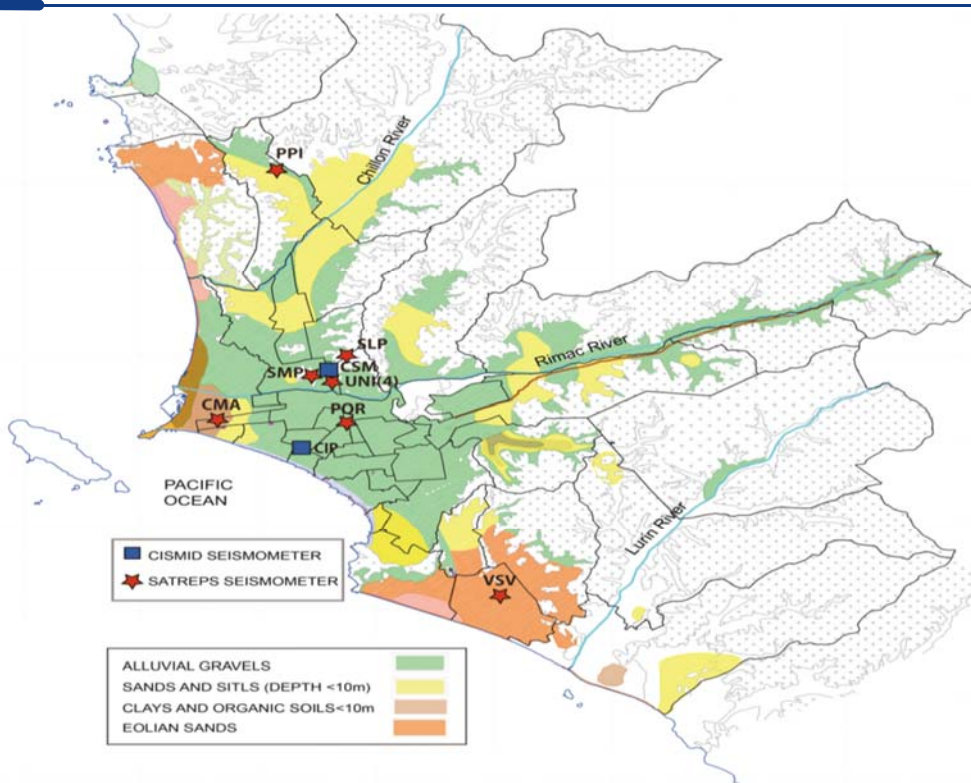 PPI
Chillon River
SLP
CSM
SMP
UNI(4)
Rimac River
CMA
PQR
CIP
PACIFIC
OCEAN
Lurin River
CISMID SEISMOMETER
SATREPS SEISMOMETER
VSV
ALLUVIAL GRAVELS
SANDS AND SITLS (DEPTH <10m)
CLAYS AND ORGANIC SOILS<10m
EOLIAN SANDS